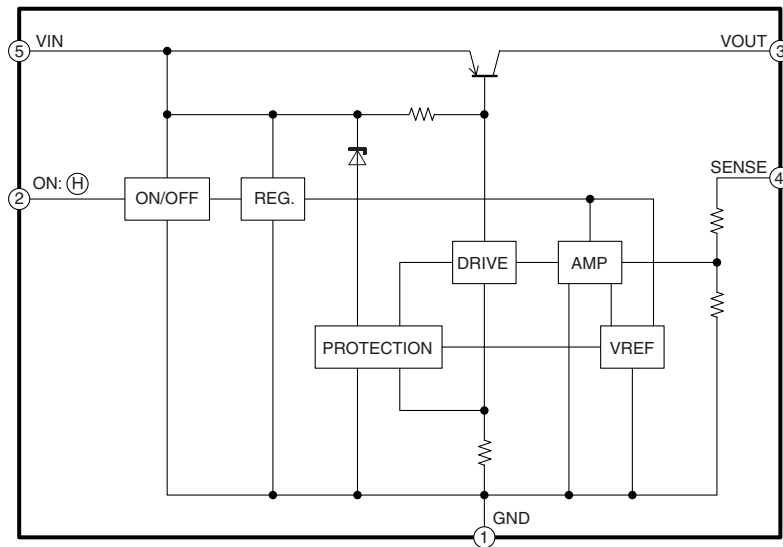 5 VIN
VOUT 3
2 ON: H
ON/OFF
REG.
SENSE
4
DRIVE
AMP
PROTECTION
VREF
GND
1